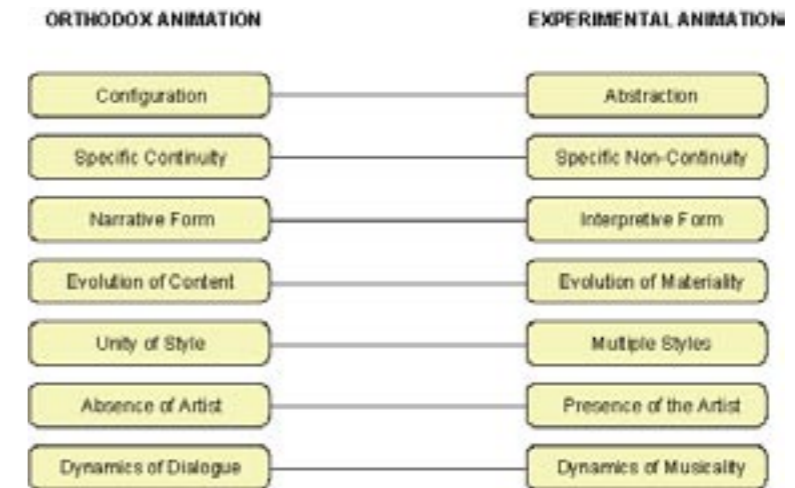 ORTHODOX ANIMATION EXPERIMENTAL ANIMATION
Configuration Abstraction
Specific Continuity Specific Non-Continuity
Narrative Form Interpretive Form
Evolution of Content Evolution of Materiality
Unity of Style Multiple Styles
Absence of Artist Presence of the Artist
Dynamics of Dialogue Dynamics of Musicality